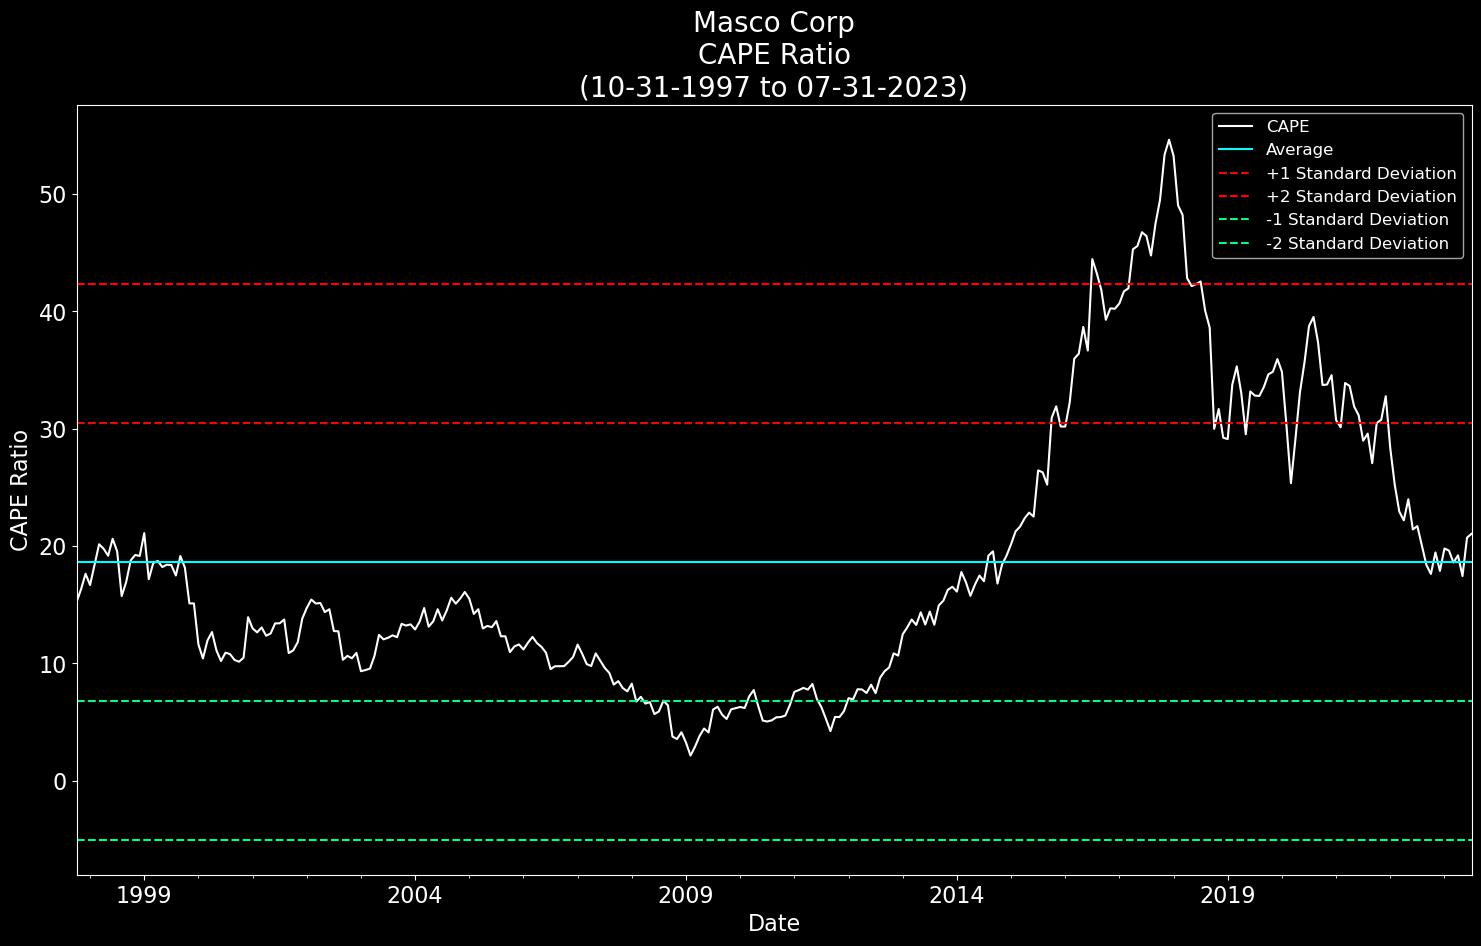 Masco Corp
CAPE Ratio
(10-31-1997 to 07-31-2023)
CAPE
Average
+1 Standard Deviation
+2 Standard Deviation
-1 Standard Deviation
-2 Standard Deviation
CAPE Ratio
50
40
30
20
10
0
1999
2004
2009
2014
2019
Date